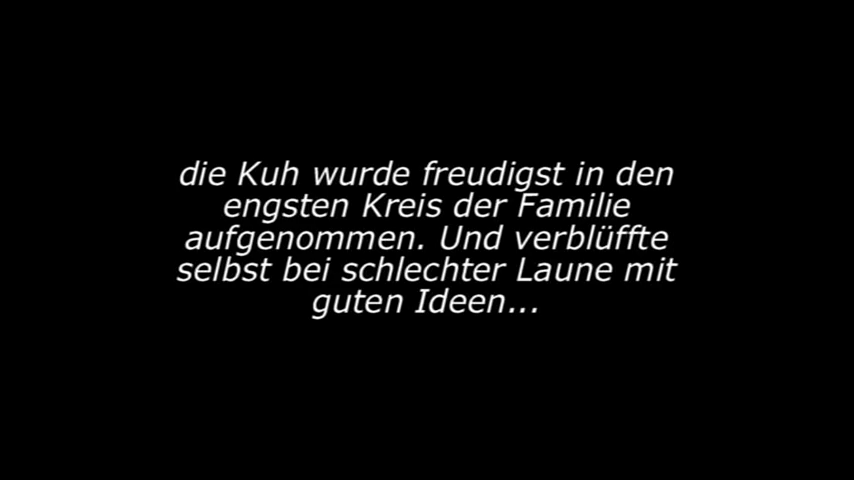 die Kuh wurde freudigst in den
engsten Kreis der Familie
aufgenommen. Und verblüffte
selbst bei schlechter Laune mit
guten Ideen...